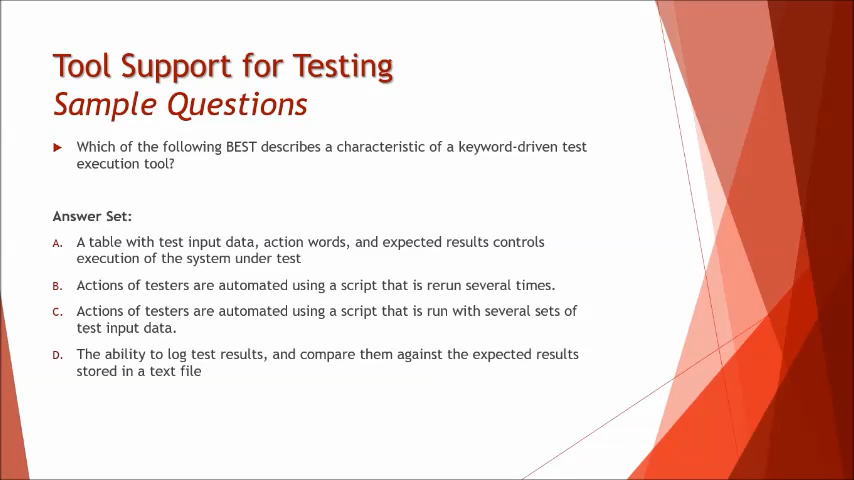 Tool Support for Testing
Sample Questions
Which of the following BEST describes a characteristic of a keyword-driven test
execution tool?
Answer Set:
A. A table with test input data, action words, and expected results controls
execution of the system under test
B. Actions of testers are automated using a script that is rerun several times.
C. Actions of testers are automated using a script that is run with several sets of
test input data.
D. The ability to log test results, and compare them against the expected results
stored in a text file